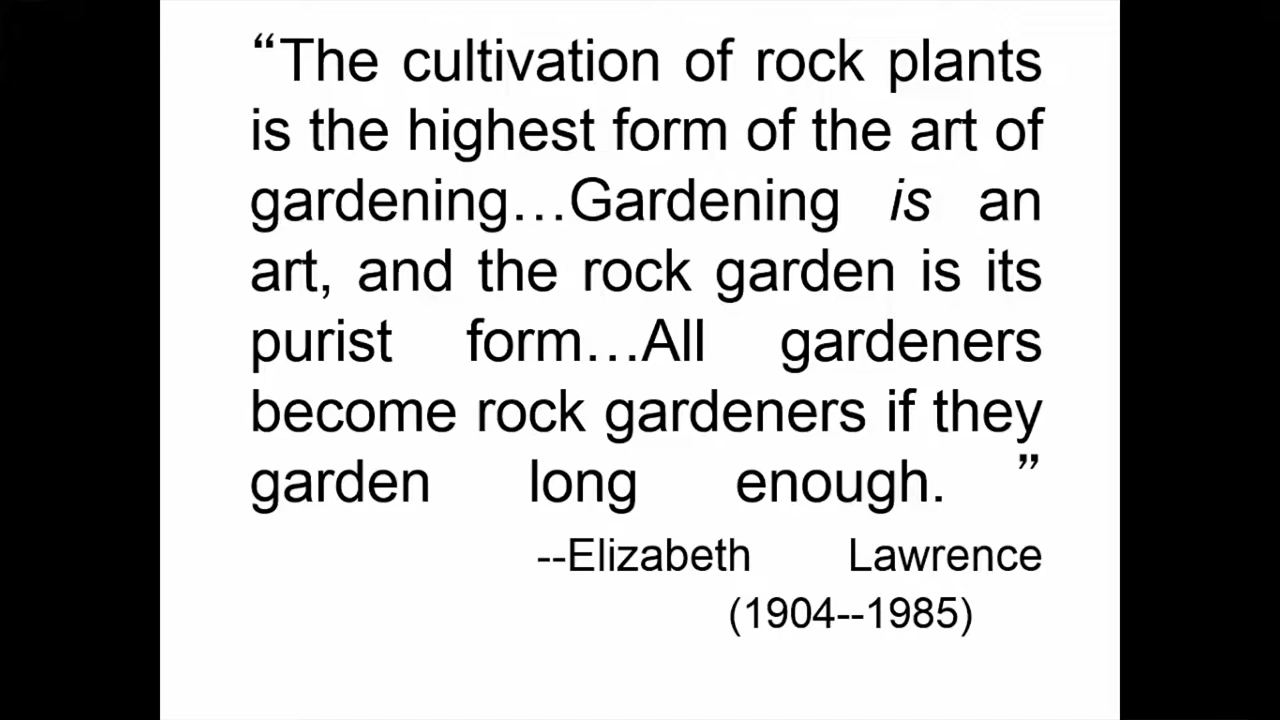 “The cultivation of rock plants
is the highest form of the art of
gardening…Gardening is an
art, and the rock garden is its
purist form…All gardeners
become rock gardeners if they
garden long enough. ”
--Elizabeth Lawrence
(1904--1985)